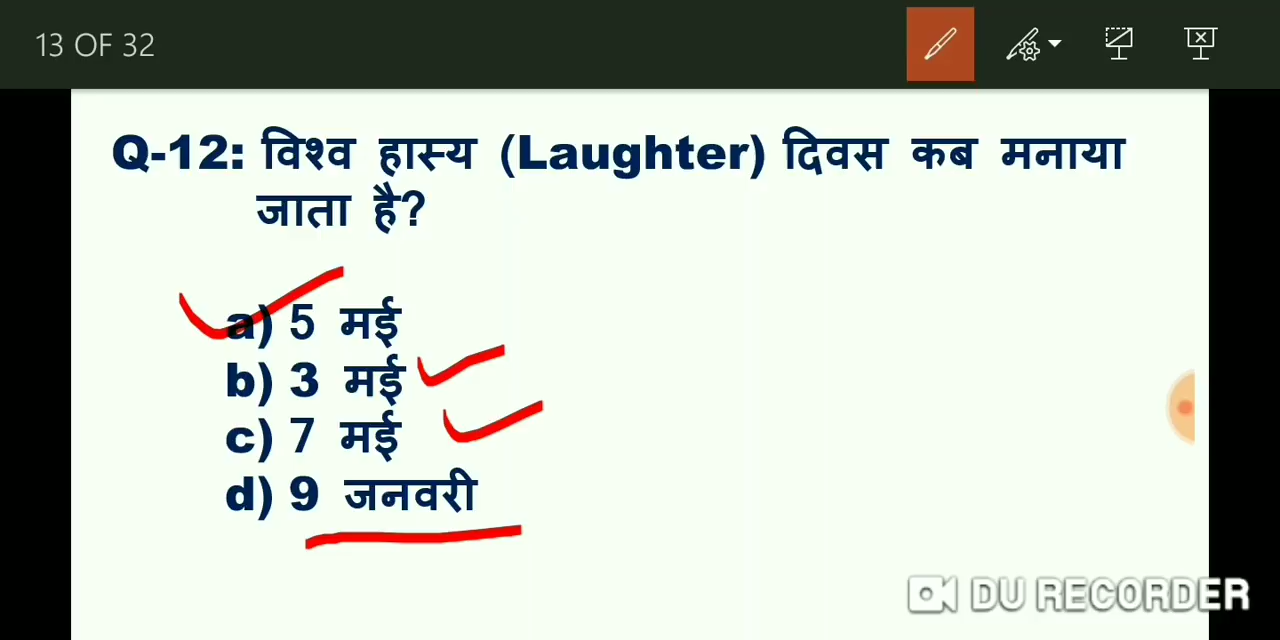 13 OF 32
Q-12: विश्व हास्य (Laughter) दिवस कब मनाया
जाता है?
a) 5 मई
b) 3 मई
c) 7 मई
d) 9 जनवरी
DU RECORDER